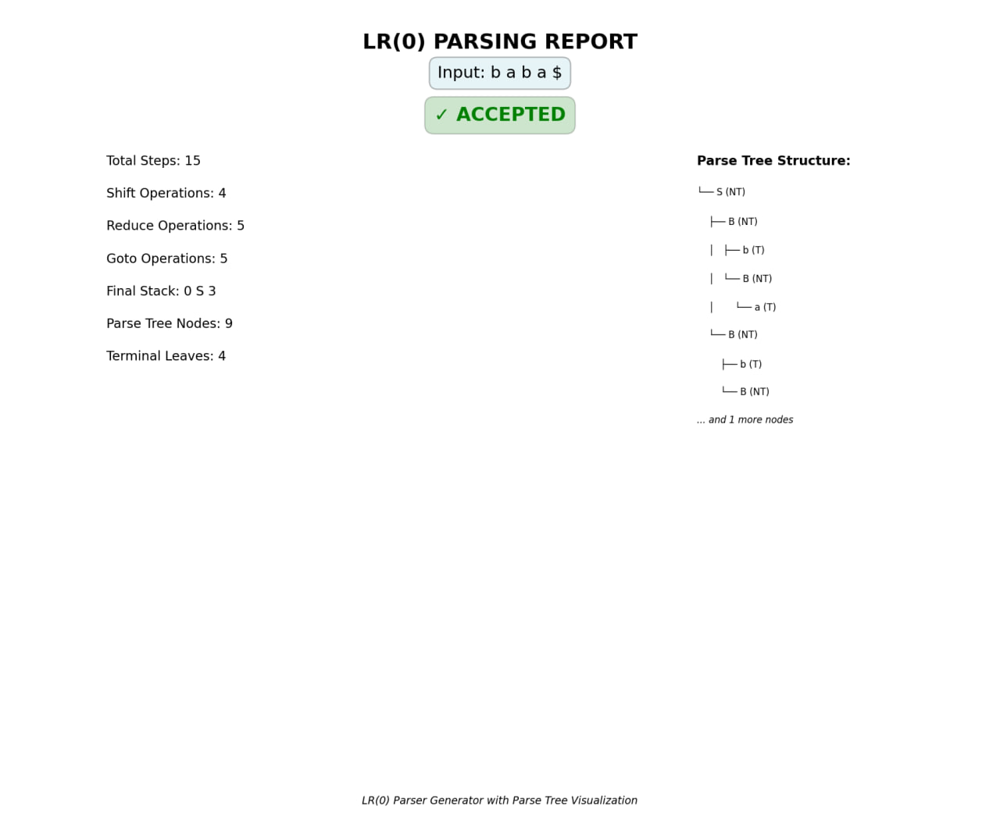 LR(0) PARSING REPORT
Input: b a b a $
✓ ACCEPTED
Total Steps: 15
Shift Operations: 4
Reduce Operations: 5
Goto Operations: 5
Final Stack: 0 S 3
Parse Tree Nodes: 9
Terminal Leaves: 4
Parse Tree Structure:
└── S (NT)
    ├── B (NT)
    │   ├── b (T)
    │   └── B (NT)
    │       └── a (T)
    └── B (NT)
        ├── b (T)
        └── B (NT)
... and 1 more nodes
LR(0) Parser Generator with Parse Tree Visualization